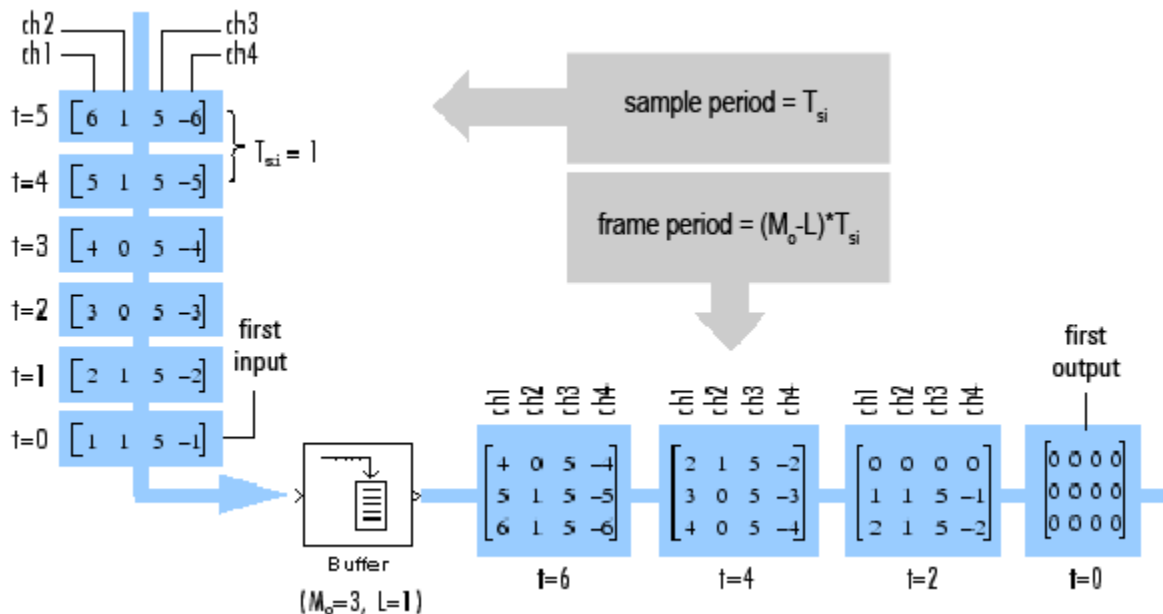 ch2
ch1
ch3
ch4
t=5 [6 1 5 −6]
t=4 [5 1 5 −5]
T_si = 1
t=3 [4 0 5 −4]
t=2 [3 0 5 −3]
t=1 [2 1 5 −2]
t=0 [1 1 5 −1]
first
input
sample period = T_si
frame period = (M_o-L)*T_si
Buffer
(M_o=3, L=1)
ch1 ch2 ch3 ch4
4 0 5 −4
5 1 5 −5
6 1 5 −6
t=6
ch1 ch2 ch3 ch4
2 1 5 −2
3 0 5 −3
4 0 5 −4
t=4
ch1 ch2 ch3 ch4
0 0 0 0
1 1 5 −1
2 1 5 −2
t=2
first
output
0 0 0 0
0 0 0 0
0 0 0 0
t=0